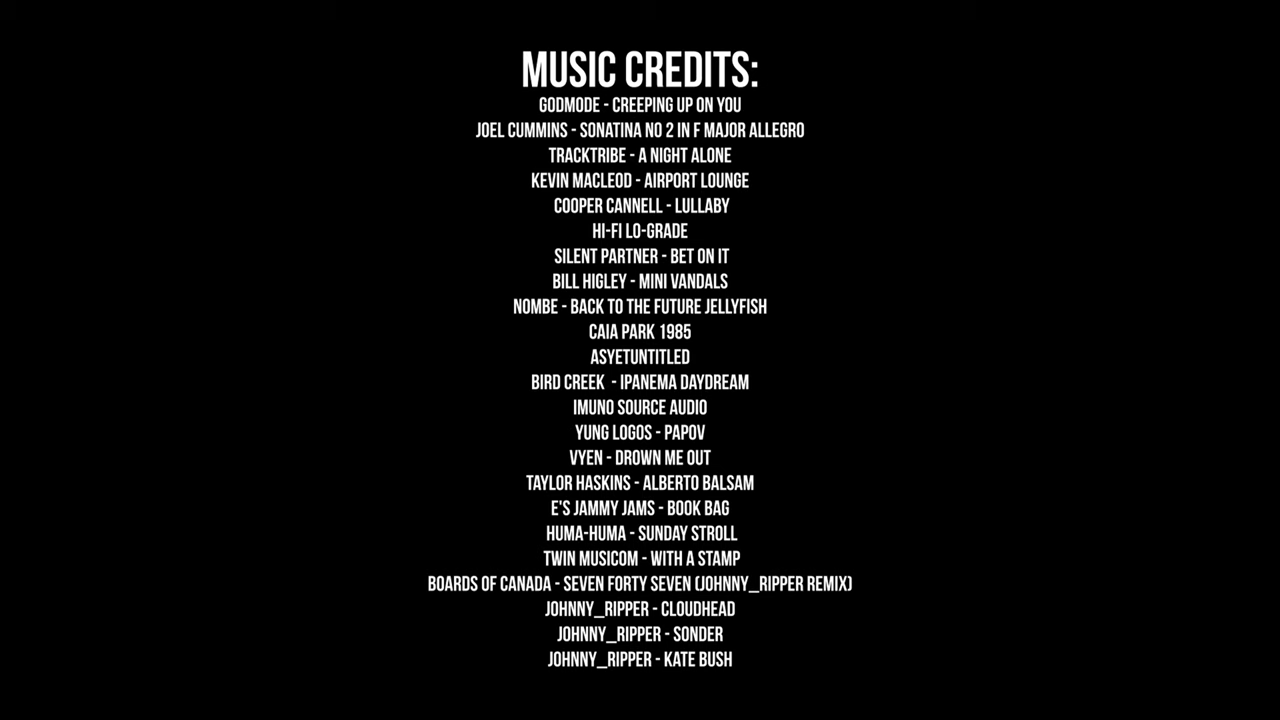 MUSIC CREDITS:
GODMODE - CREEPING UP ON YOU
JOEL CUMMINS - SONATINA NO 2 IN F MAJOR ALLEGRO
TRACKTRIBE - A NIGHT ALONE
KEVIN MACLEOD - AIRPORT LOUNGE
COOPER CANNELL - LULLABY
HI-FI LO-GRADE
SILENT PARTNER - BET ON IT
BILL HIGLEY - MINI VANDALS
NOMBE - BACK TO THE FUTURE JELLYFISH
CAIA PARK 1985
ASYETUNTITLED
BIRD CREEK  - IPANEMA DAYDREAM
IMUNO SOURCE AUDIO
YUNG LOGOS - PAPOV
VYEN - DROWN ME OUT
TAYLOR HASKINS - ALBERTO BALSAM
E'S JAMMY JAMS - BOOK BAG
HUMA-HUMA - SUNDAY STROLL
TWIN MUSICOM - WITH A STAMP
BOARDS OF CANADA - SEVEN FORTY SEVEN (JOHNNY_RIPPER REMIX)
JOHNNY_RIPPER - CLOUDHEAD
JOHNNY_RIPPER - SONDER
JOHNNY_RIPPER - KATE BUSH